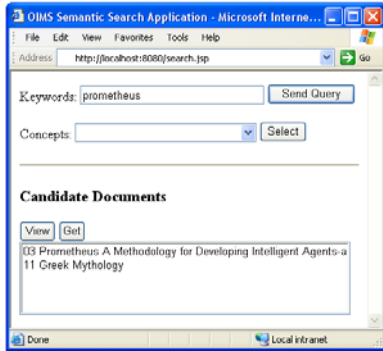 OIMS Semantic Search Application - Microsoft Interne...
File Edit View Favorites Tools Help
Address http://localhost:8080/search.jsp Go
Keywords: prometheus Send Query
Concepts: Select
Candidate Documents
View Get
03 Prometheus A Methodology for Developing Intelligent Agents-a
11 Greek Mythology
Done Local intranet